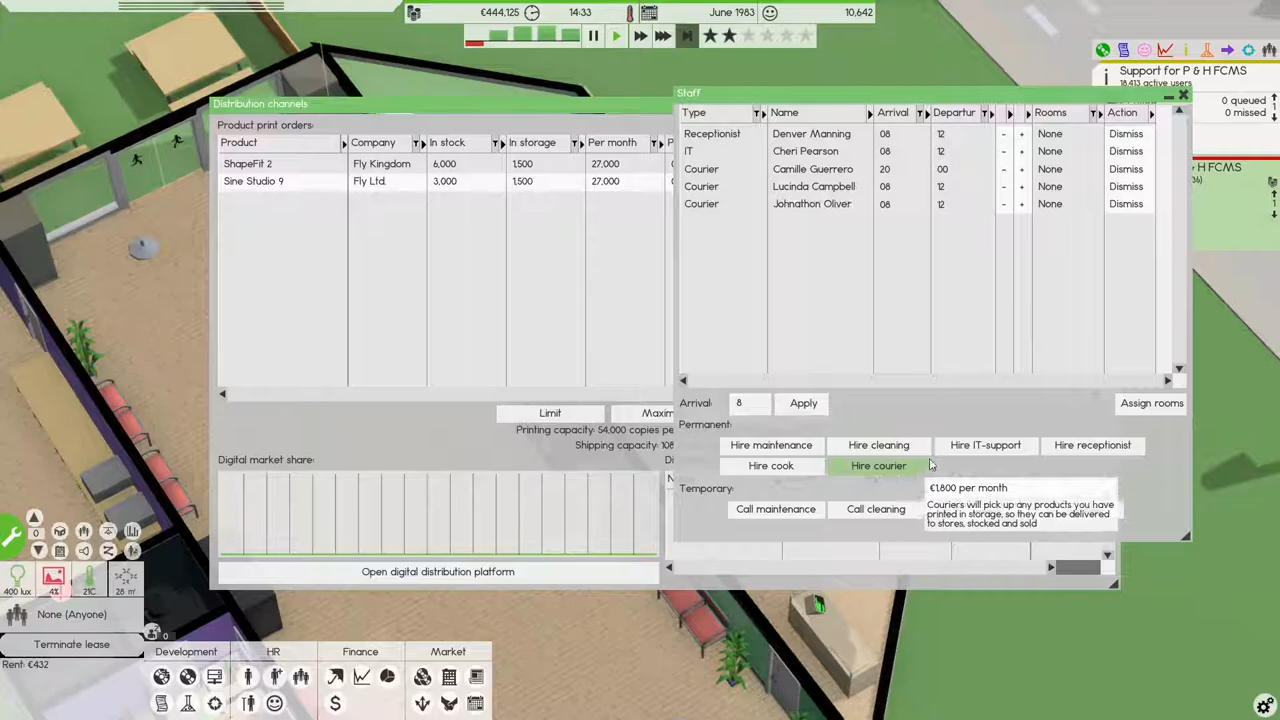 €444,125
14:33
June 1983
10,642
Support for P & H FCMS
18,413 active users
0 queued
0 missed
H FCMS
Distribution channels
Product print orders:
Product Company In stock In storage Per month
ShapeFit 2 Fly Kingdom 6,000 1,500 27,000
Sine Studio 9 Fly Ltd. 3,000 1,500 27,000
Limit
Printing capacity: 54,000 copies pe
Shipping capacity: 108
Digital market share:
Open digital distribution platform
Staff
Type Name Arrival Departur Rooms Action
Receptionist Denver Manning 08 12 - + None Dismiss
IT Cheri Pearson 08 12 - + None Dismiss
Courier Camille Guerrero 20 00 - + None Dismiss
Courier Lucinda Campbell 08 12 - + None Dismiss
Courier Johnathon Oliver 08 12 - + None Dismiss
Arrival: 8 Apply Assign rooms
Permanent:
Hire maintenance Hire cleaning Hire IT-support Hire receptionist
Hire cook Hire courier
Temporary:
Call maintenance Call cleaning
€1,800 per month
Couriers will pick up any products you have
printed in storage, so they can be delivered
to stores, stocked and sold
0
400 lux 4% 21C 28 m²
None (Anyone) 0
Terminate lease
Rent: €432
Development HR Finance Market